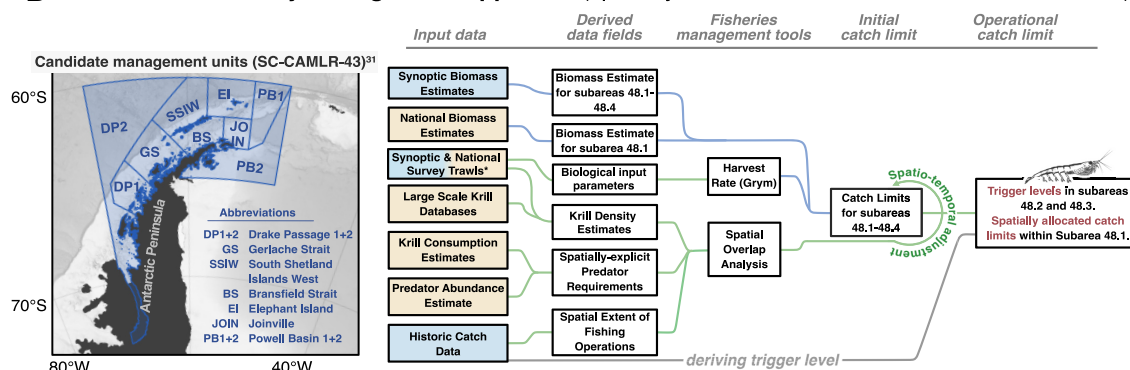 Input data
Derived
data fields
Fisheries
management tools
Initial
catch limit
Operational
catch limit
Candidate management units (SC-CAMLR-43)³¹
60°S
70°S
80°W
40°W
DP2
SSIW
EI
PB1
JO
IN
BS
GS
PB2
DP1
Antarctic Peninsula
Abbreviations
DP1+2 Drake Passage 1+2
GS Gerlache Strait
SSIW South Shetland
Islands West
BS Bransfield Strait
EI Elephant Island
JOIN Joinville
PB1+2 Powell Basin 1+2
Synoptic Biomass
Estimates
National Biomass
Estimates
Synoptic & National
Survey Trawls*
Large Scale Krill
Databases
Krill Consumption
Estimates
Predator Abundance
Estimate
Historic Catch
Data
Biomass Estimate
for subareas 48.1-
48.4
Biomass Estimate
for subarea 48.1
Biological input
parameters
Krill Density
Estimates
Spatially-explicit
Predator
Requirements
Spatial Extent of
Fishing
Operations
Harvest
Rate (Grym)
Spatial
Overlap
Analysis
Catch Limits
for subareas
48.1-48.4
Spatio-temporal
adjustment
Trigger levels in subareas
48.2 and 48.3.
Spatially allocated catch
limits within Subarea 48.1.
deriving trigger level